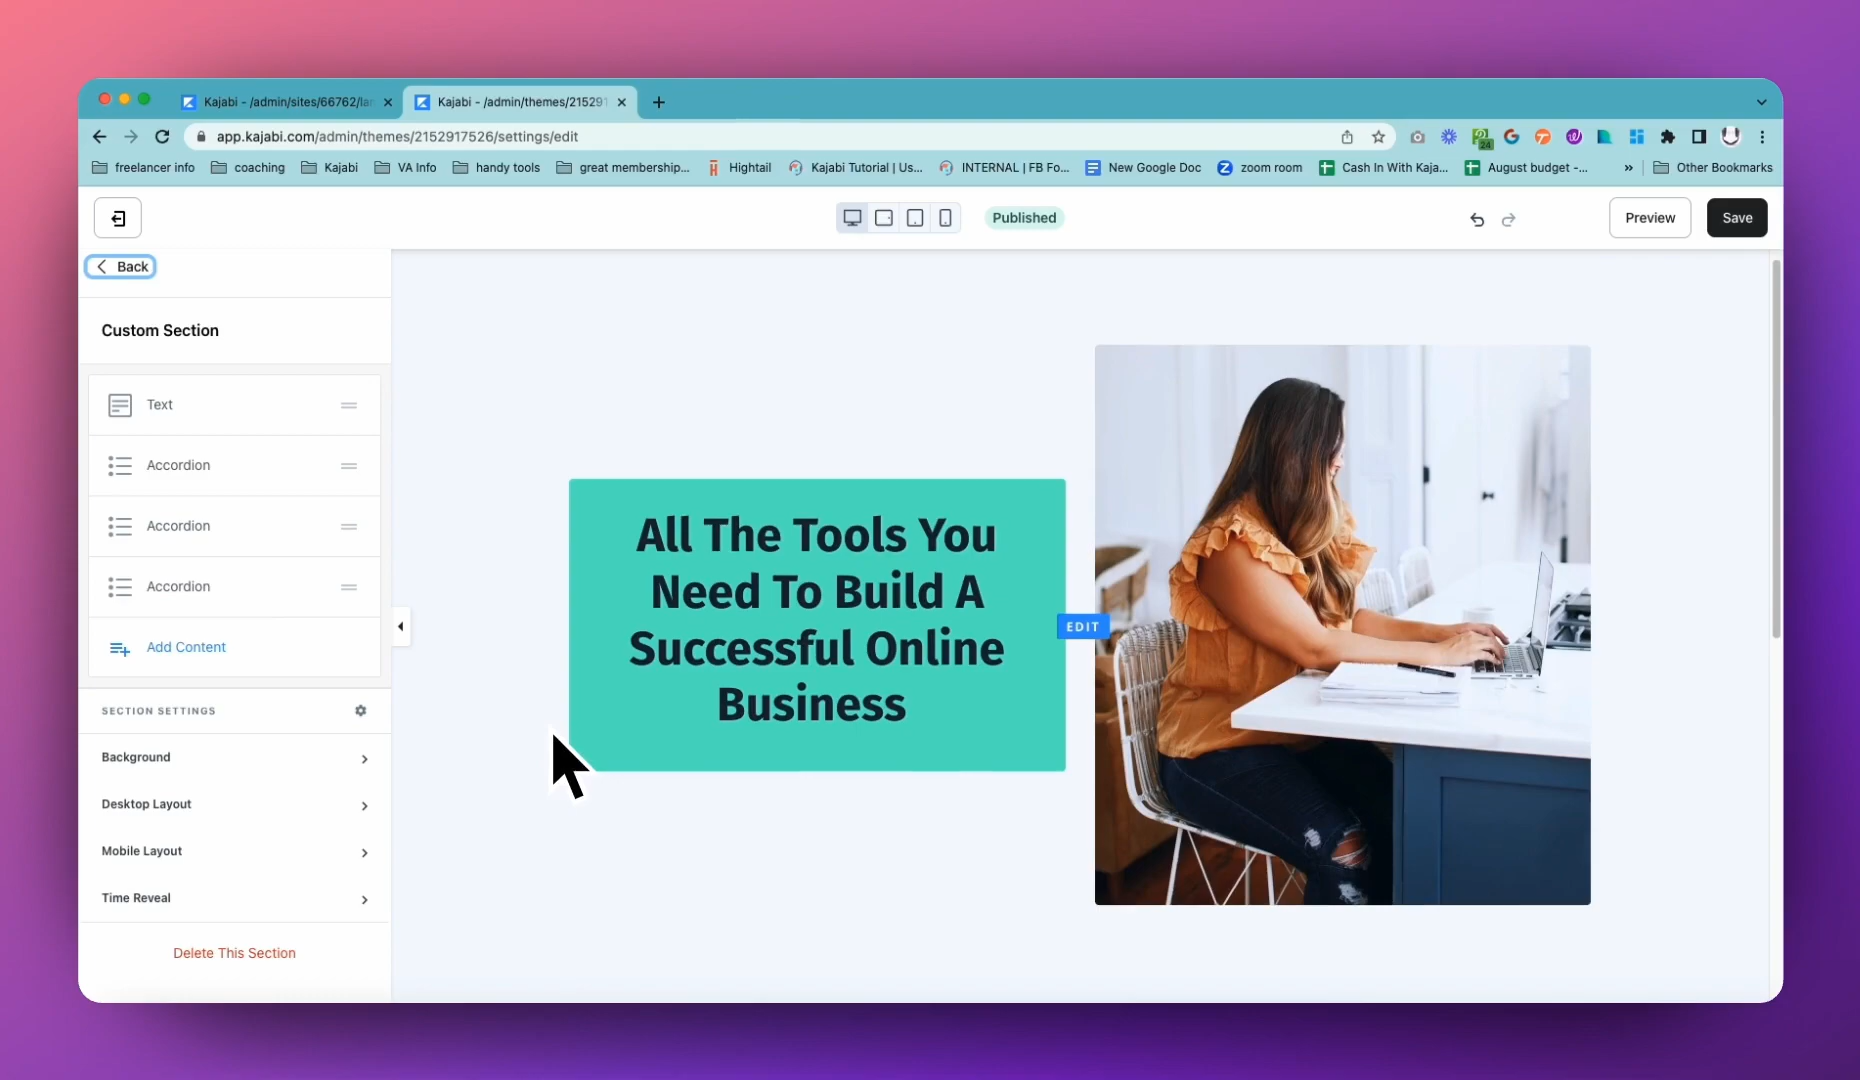 Kajabi - /admin/sites/66762/lan
Kajabi - /admin/themes/215291
app.kajabi.com/admin/themes/2152917526/settings/edit
24
freelancer info
coaching
Kajabi
VA Info
handy tools
great membership...
Hightail
Kajabi Tutorial | Us...
INTERNAL | FB Fo...
New Google Doc
zoom room
Cash In With Kaja...
August budget -...
»
Other Bookmarks
Published
Preview
Save
Back
Custom Section
Text
Accordion
Accordion
Accordion
Add Content
SECTION SETTINGS
Background
Desktop Layout
Mobile Layout
Time Reveal
Delete This Section
All The Tools You
Need To Build A
Successful Online
Business
EDIT